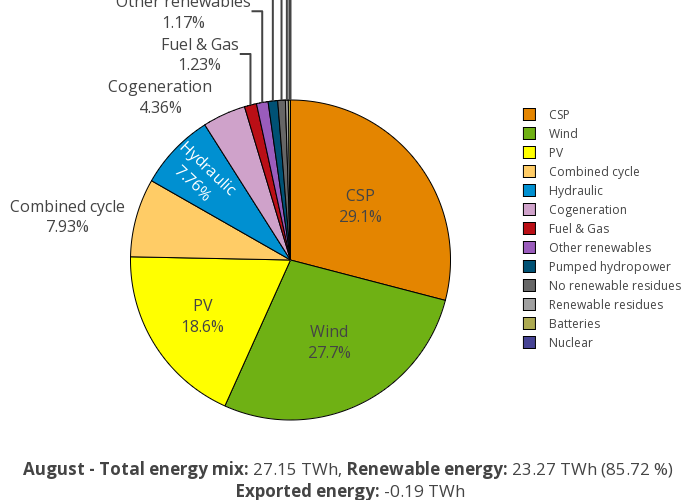 Other renewables
1.17%
Fuel & Gas
1.23%
Cogeneration
4.36%
Hydraulic
7.76%
Combined cycle
7.93%
CSP
29.1%
PV
18.6%
Wind
27.7%
CSP
Wind
PV
Combined cycle
Hydraulic
Cogeneration
Fuel & Gas
Other renewables
Pumped hydropower
No renewable residues
Renewable residues
Batteries
Nuclear
August - Total energy mix: 27.15 TWh, Renewable energy: 23.27 TWh (85.72 %)
Exported energy: -0.19 TWh